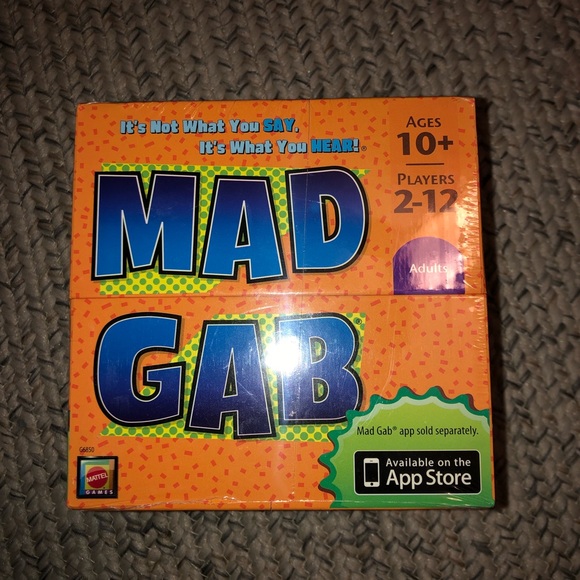 It's Not What You SAY,
It's What You HEAR!®
AGES
10+
PLAYERS
2-12
Adults
MAD
GAB®
Mad Gab® app sold separately.
Available on the
App Store
G6850
MATTEL
GAMES